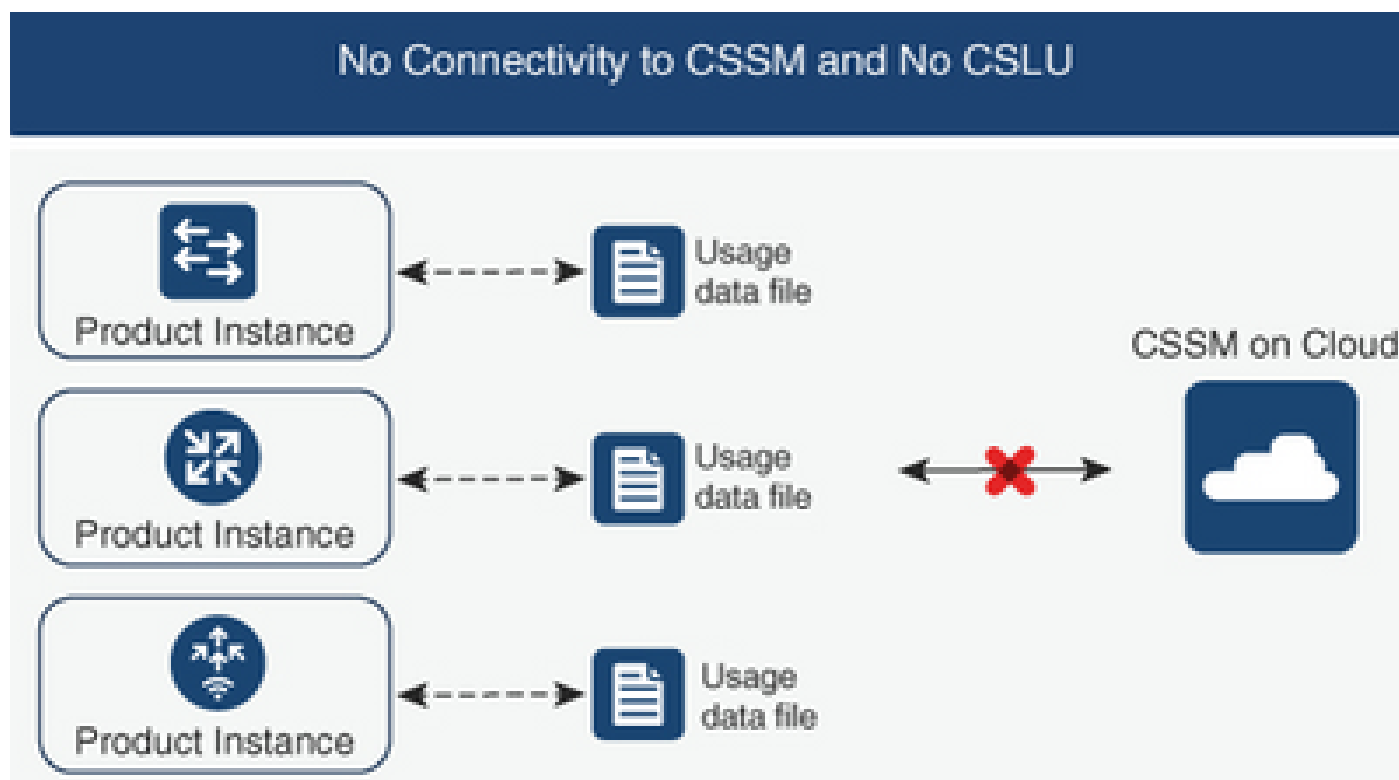 No Connectivity to CSSM and No CSLU
Usage
data file
Product Instance
CSSM on Cloud
Usage
data file
Product Instance
Usage
data file
Product Instance